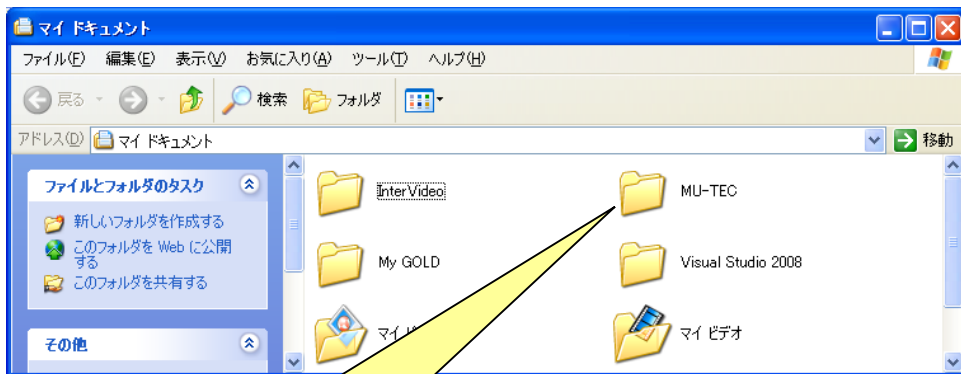 マイ ドキュメント
ファイル(F) 編集(E) 表示(V) お気に入り(A) ツール(T) ヘルプ(H)
戻る 検索 フォルダ
アドレス(D) マイ ドキュメント 移動
ファイルとフォルダのタスク
新しいフォルダを作成する
このフォルダを Web に公開
する
このフォルダを共有する
その他
InterVideo
MU-TEC
My GOLD
Visual Studio 2008
マイ
マイ ビデオ